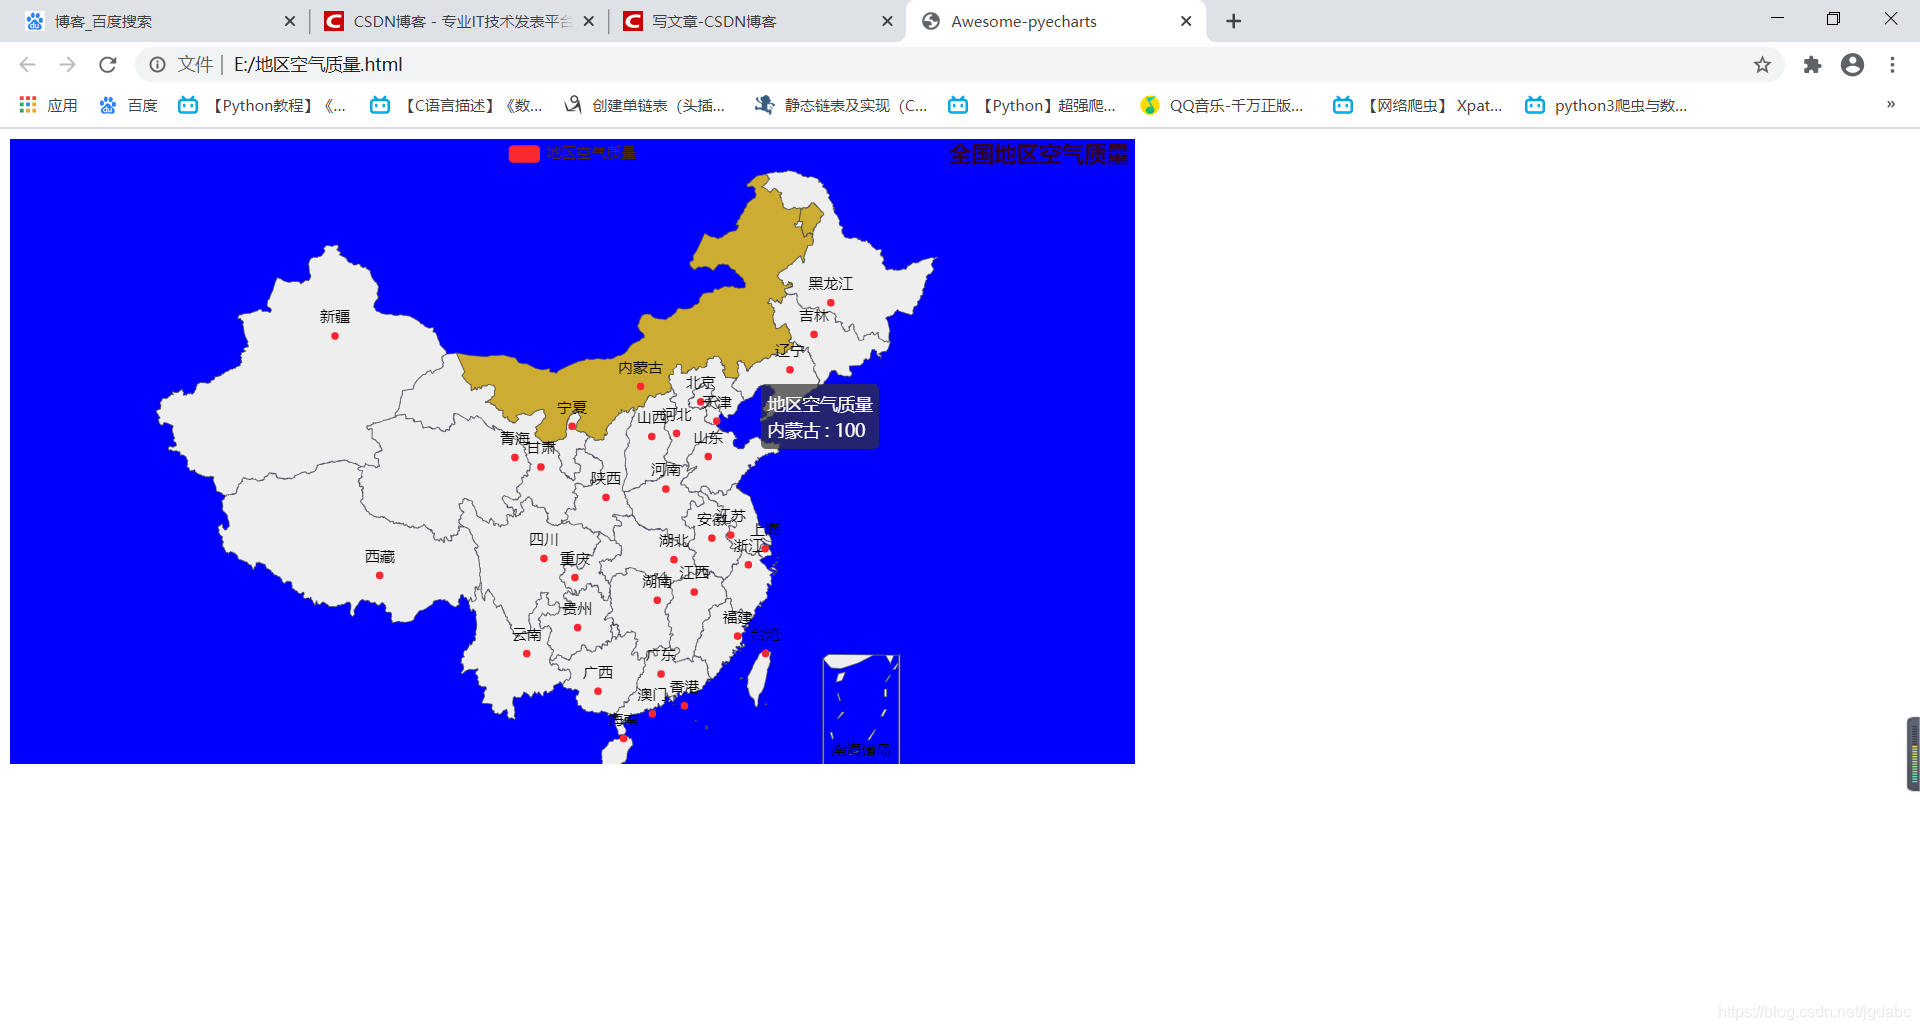 博客_百度搜索
CSDN博客 - 专业IT技术发表平台
写文章-CSDN博客
Awesome-pyecharts
文件 | E:/地区空气质量.html
应用
百度
【Python教程】《...
【C语言描述】《数...
创建单链表（头插...
静态链表及实现（C...
【Python】超强爬...
QQ音乐-千万正版...
【网络爬虫】Xpat...
python3爬虫与数...
»
地区空气质量
全国地区空气质量
黑龙江
新疆
吉林
辽宁
内蒙古
北京
天津
宁夏
山西
河北
地区空气质量
内蒙古 : 100
青海
甘肃
山东
河南
陕西
安徽
江苏
上海
四川
湖北
浙江
西藏
重庆
湖南
江西
贵州
福建
云南
台湾
广东
广西
澳门
香港
海南
南海诸岛
https://blog.csdn.net/jgdabc